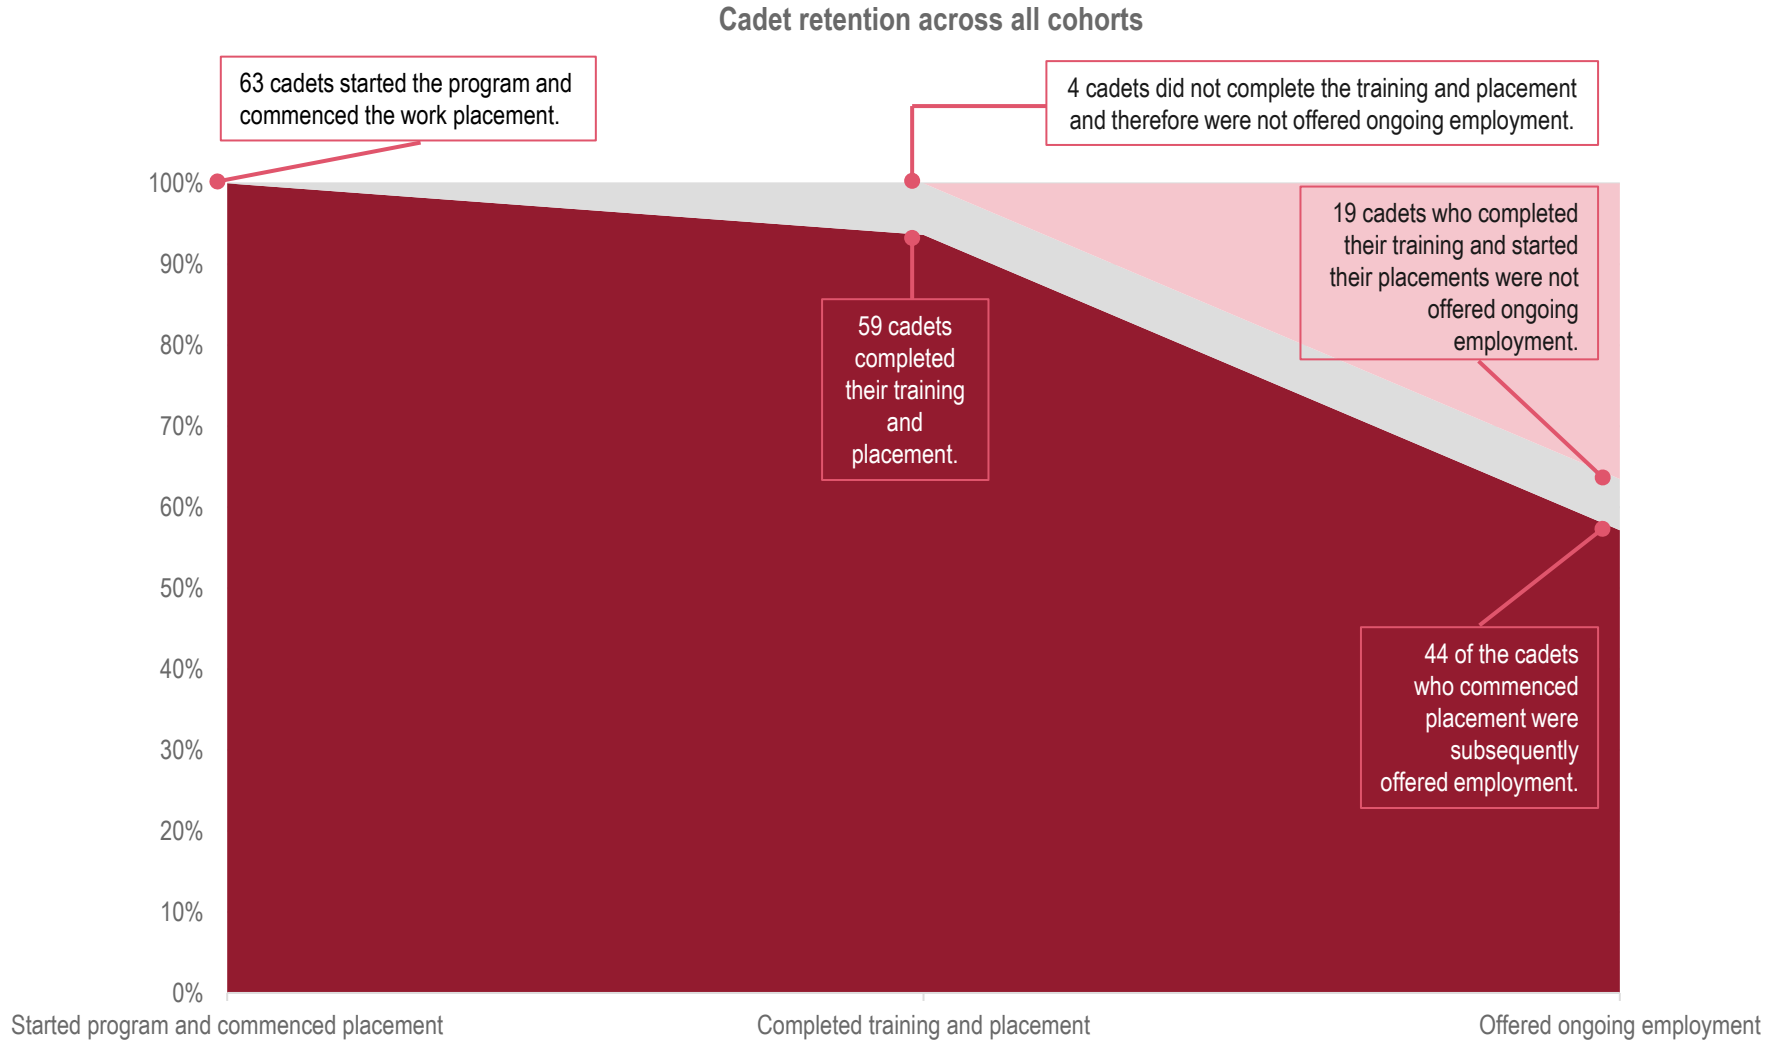 Cadet retention across all cohorts
63 cadets started the program and
commenced the work placement.
4 cadets did not complete the training and placement
and therefore were not offered ongoing employment.
19 cadets who completed
their training and started
their placements were not
offered ongoing
employment.
59 cadets
completed
their training
and
placement.
44 of the cadets
who commenced
placement were
subsequently
offered employment.
100%
90%
80%
70%
60%
50%
40%
30%
20%
10%
0%
Started program and commenced placement
Completed training and placement
Offered ongoing employment